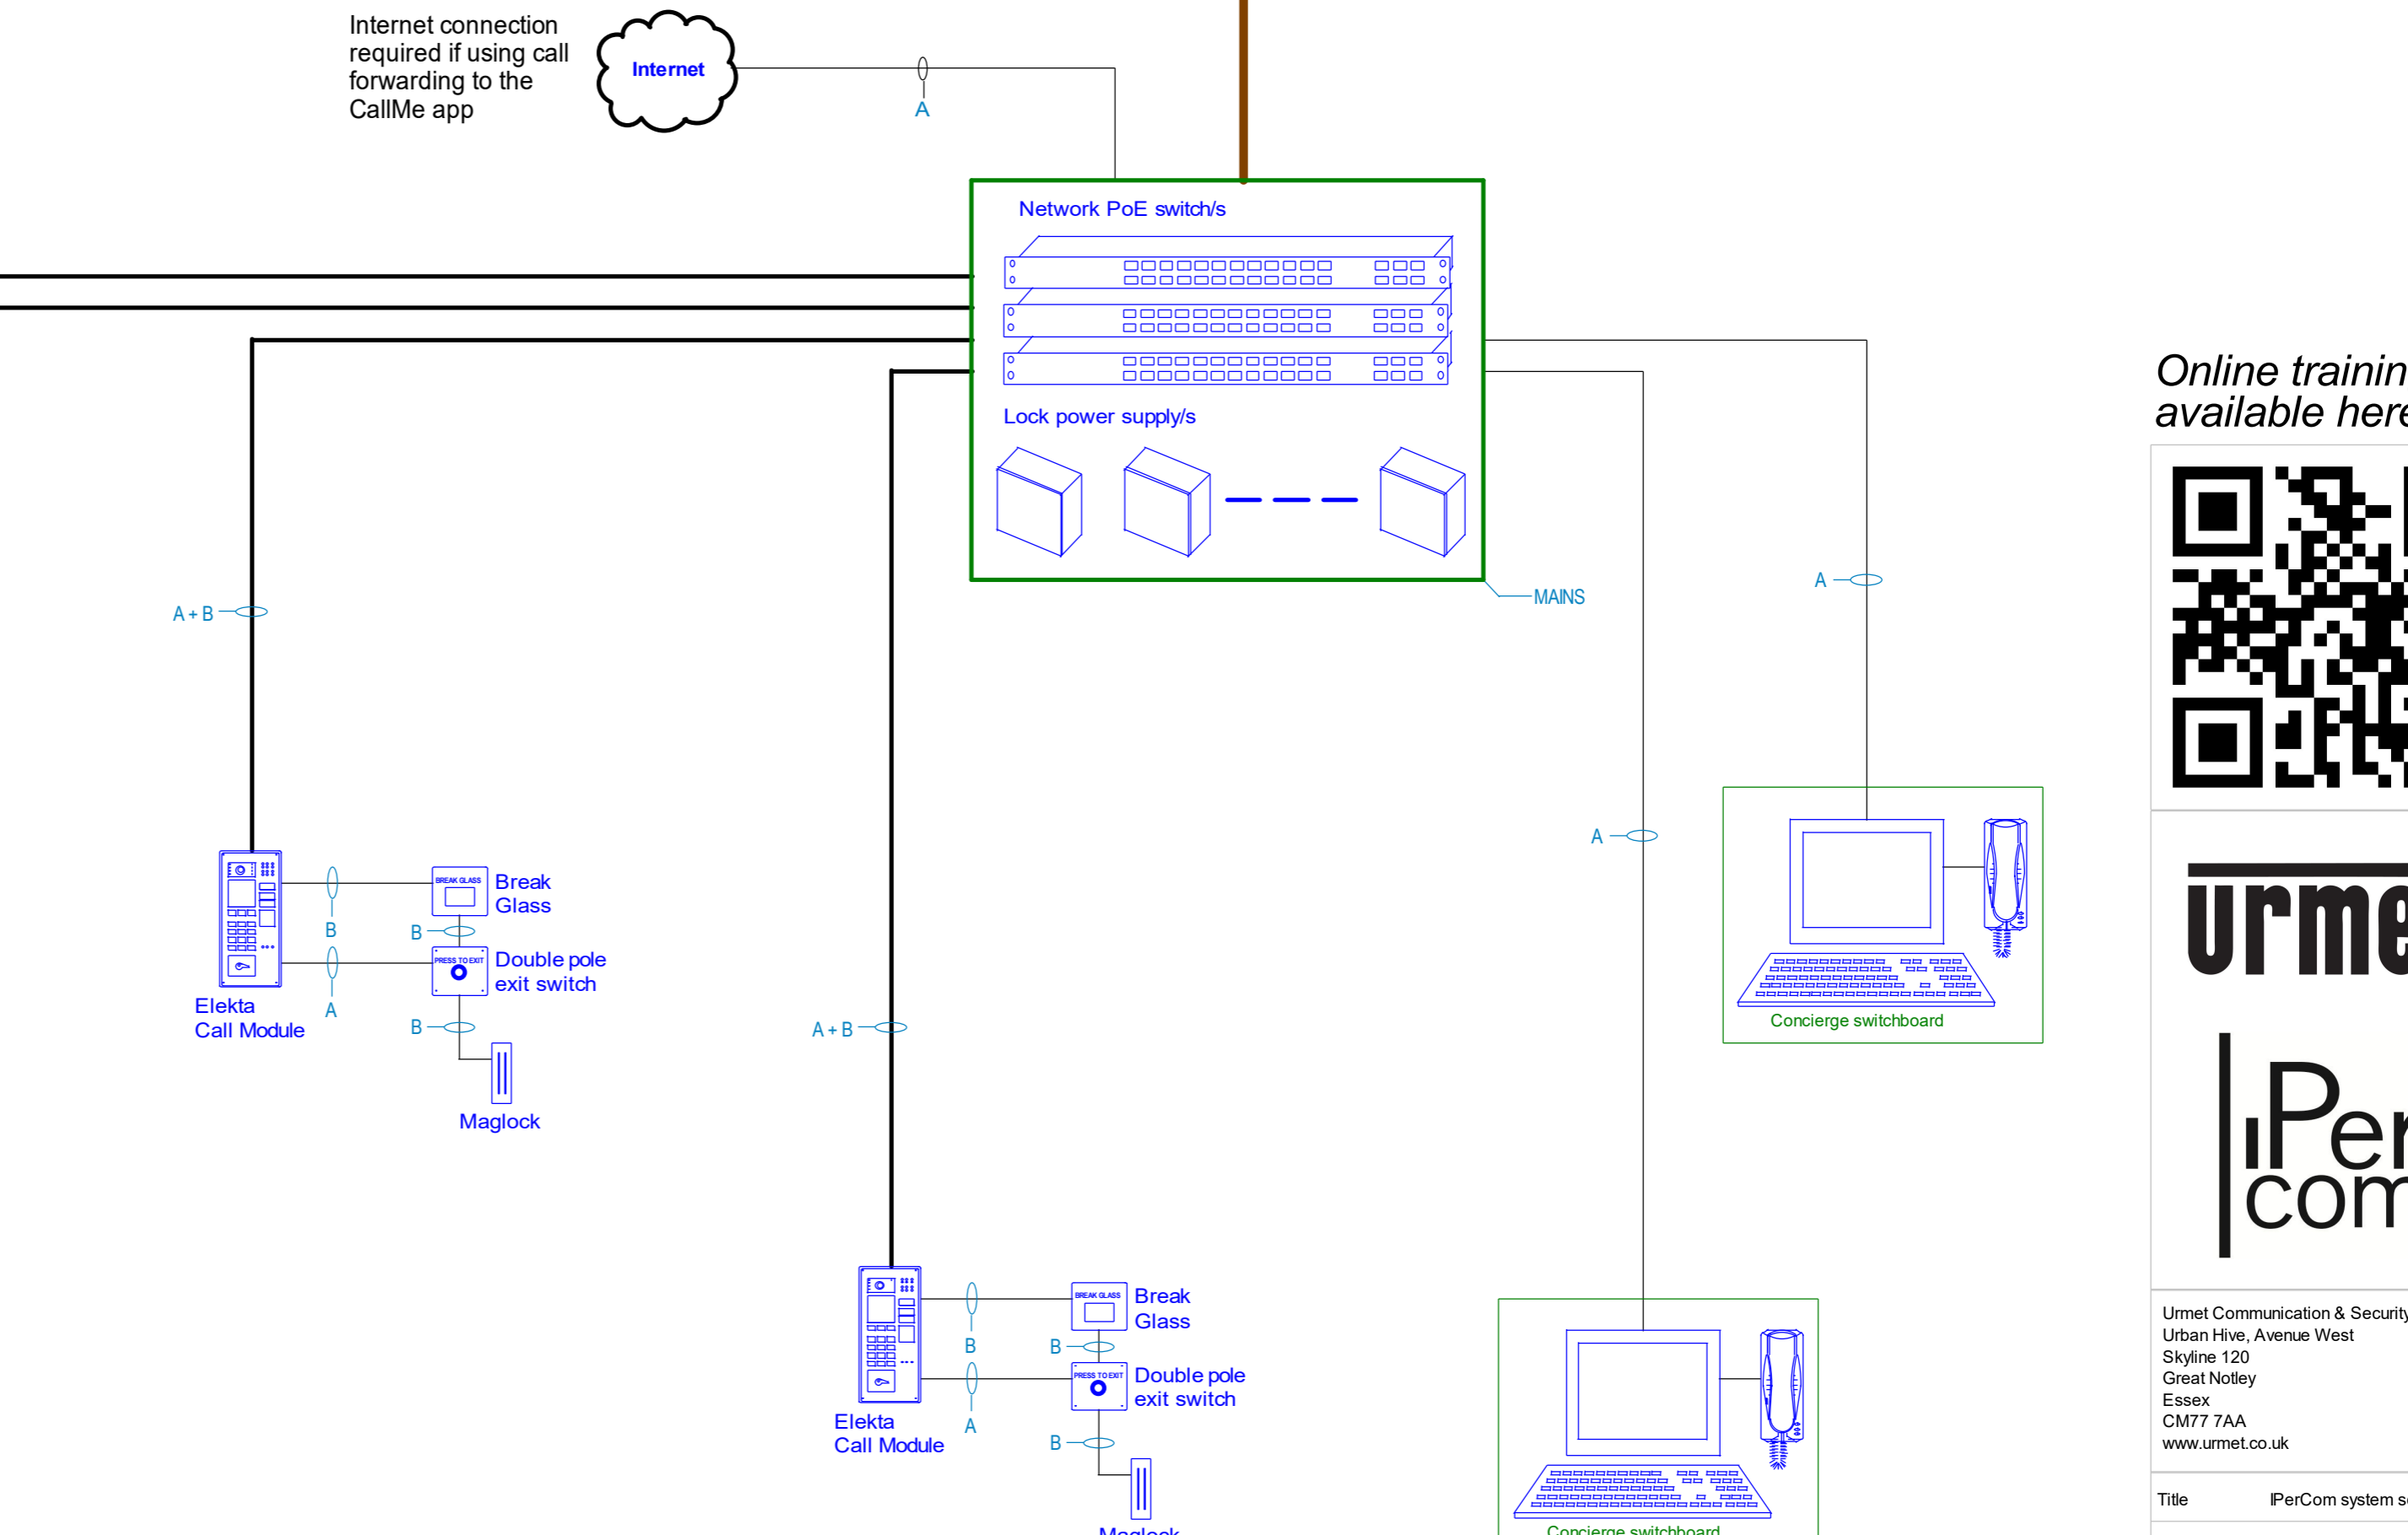 Internet connection
required if using call
forwarding to the
CallMe app
Internet
A
Network PoE switch/s
Lock power supply/s
MAINS
A + B
A
A
Online trainin
available here
BREAK GLASS
Break
Glass
B
B
PRESS TO EXIT
Double pole
exit switch
A
B
Elekta
Call Module
Maglock
A + B
Concierge switchboard
urme
iPer
com
BREAK GLASS
Break
Glass
B
B
PRESS TO EXIT
Double pole
exit switch
A
B
Elekta
Call Module
Maglock
Concierge switchboard
Urmet Communication & Security
Urban Hive, Avenue West
Skyline 120
Great Notley
Essex
CM77 7AA
www.urmet.co.uk
Title IPerCom system s